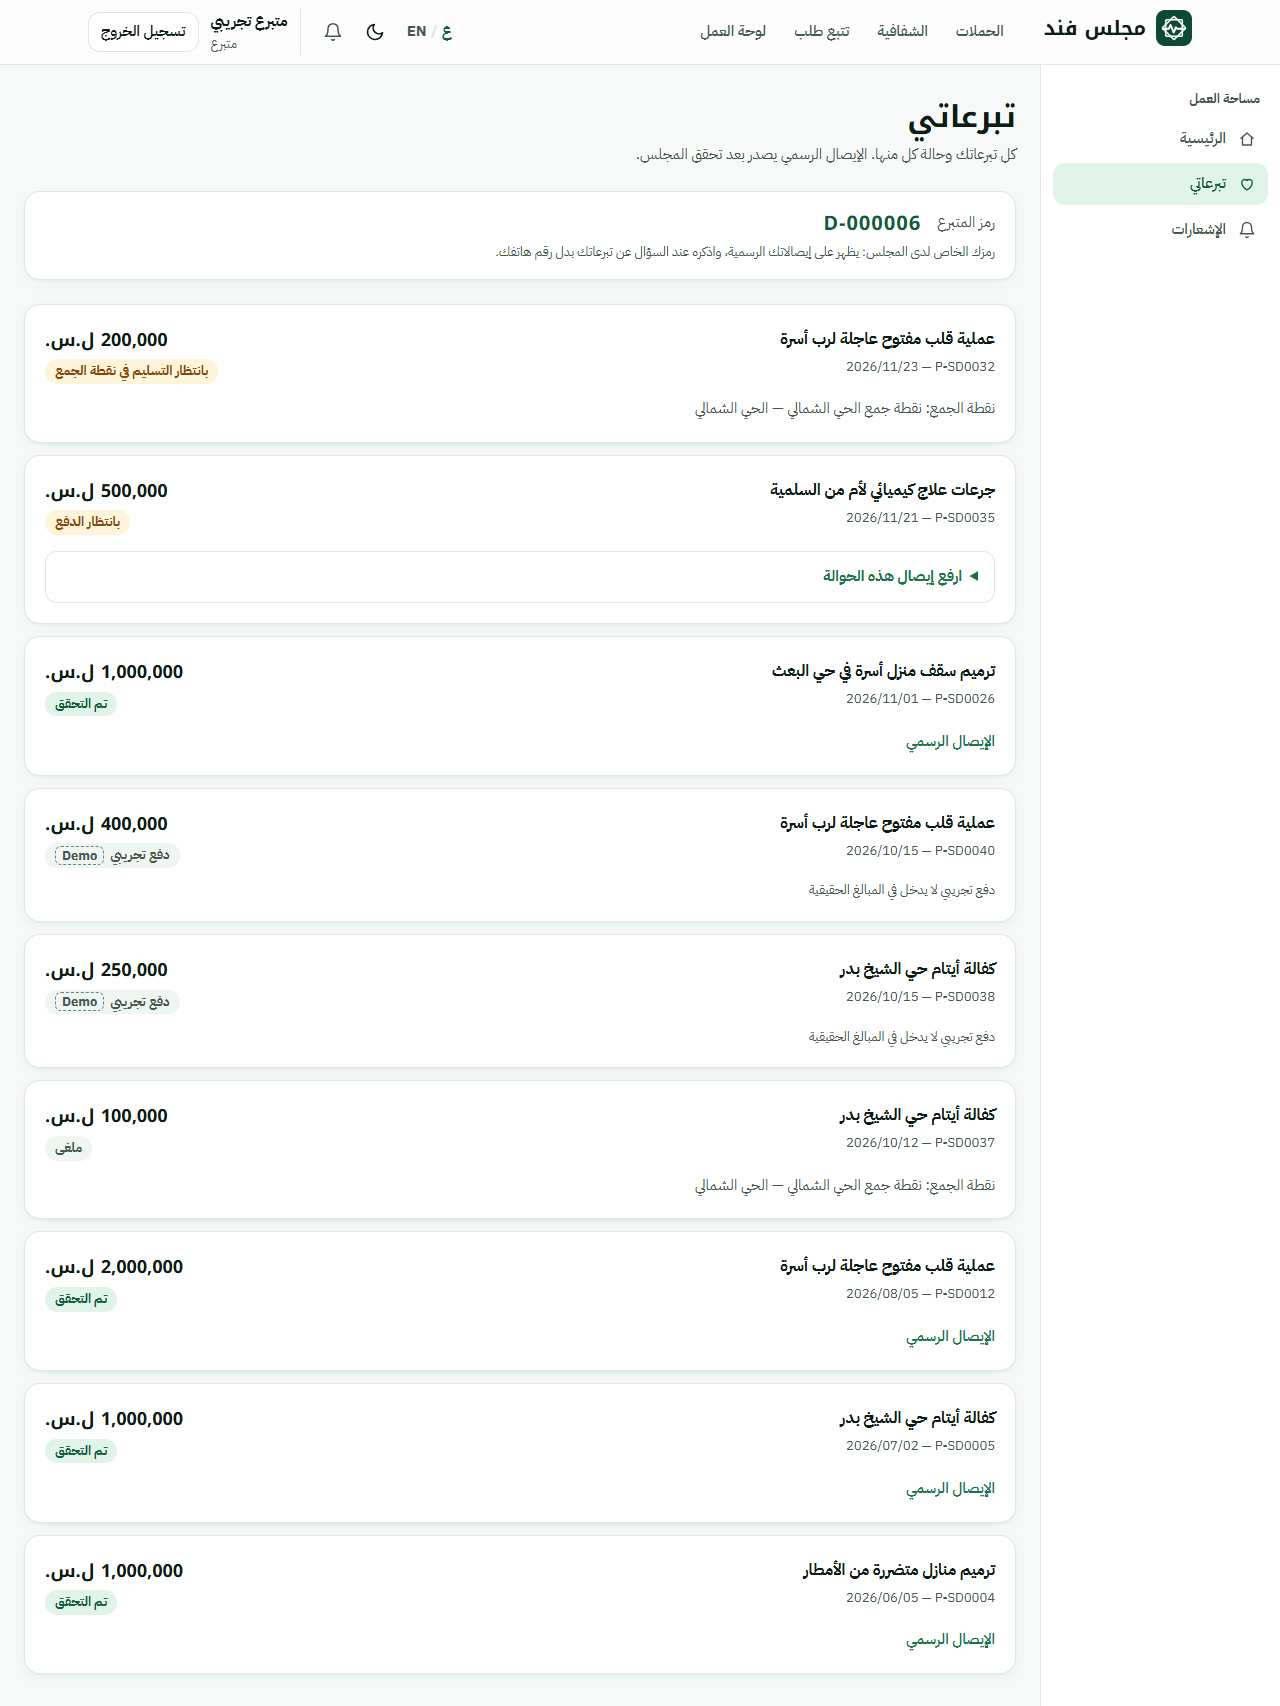 مجلس فند
الحملات
الشفافية
تتبع طلب
لوحة العمل
ع / EN
متبرع تجريبي
متبرع
تسجيل الخروج
مساحة العمل
الرئيسية
تبرعاتي
الإشعارات
تبرعاتي
كل تبرعاتك وحالة كل منها. الإيصال الرسمي يصدر بعد تحقق المجلس.
رمز المتبرع D-000006
رمزك الخاص لدى المجلس: يظهر على إيصالاتك الرسمية، واذكره عند السؤال عن تبرعاتك بدل رقم هاتفك.
عملية قلب مفتوح عاجلة لرب أسرة
200,000 ل.س.
P-SD0032 — 2026/11/23
بانتظار التسليم في نقطة الجمع
نقطة الجمع: نقطة جمع الحي الشمالي — الحي الشمالي
جرعات علاج كيميائي لأم من السلمية
500,000 ل.س.
P-SD0035 — 2026/11/21
بانتظار الدفع
◀ ارفع إيصال هذه الحوالة
ترميم سقف منزل أسرة في حي البعث
1,000,000 ل.س.
P-SD0026 — 2026/11/01
تم التحقق
الإيصال الرسمي
عملية قلب مفتوح عاجلة لرب أسرة
400,000 ل.س.
P-SD0040 — 2026/10/15
دفع تجريبي Demo
دفع تجريبي لا يدخل في المبالغ الحقيقية
كفالة أيتام حي الشيخ بدر
250,000 ل.س.
P-SD0038 — 2026/10/15
دفع تجريبي Demo
دفع تجريبي لا يدخل في المبالغ الحقيقية
كفالة أيتام حي الشيخ بدر
100,000 ل.س.
P-SD0037 — 2026/10/12
ملغى
نقطة الجمع: نقطة جمع الحي الشمالي — الحي الشمالي
عملية قلب مفتوح عاجلة لرب أسرة
2,000,000 ل.س.
P-SD0012 — 2026/08/05
تم التحقق
الإيصال الرسمي
كفالة أيتام حي الشيخ بدر
1,000,000 ل.س.
P-SD0005 — 2026/07/02
تم التحقق
الإيصال الرسمي
ترميم منازل متضررة من الأمطار
1,000,000 ل.س.
P-SD0004 — 2026/06/05
تم التحقق
الإيصال الرسمي